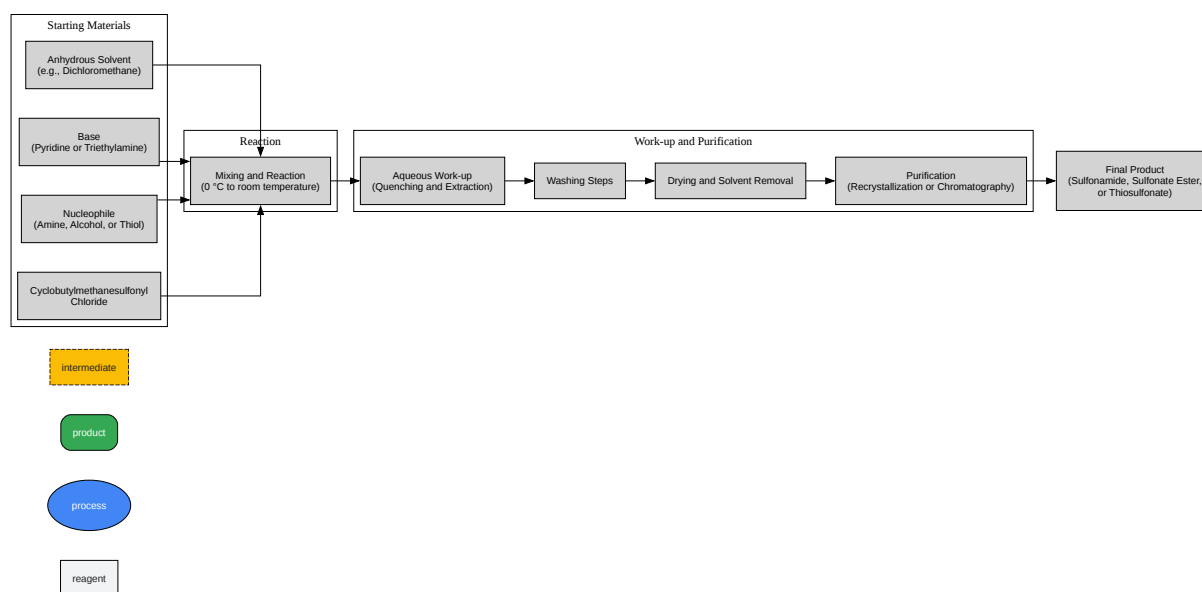 Starting Materials
Anhydrous Solvent
(e.g., Dichloromethane)
Base
(Pyridine or Triethylamine)
Nucleophile
(Amine, Alcohol, or Thiol)
Cyclobutylmethanesulfonyl
Chloride
Reaction
Mixing and Reaction
(0 °C to room temperature)
Work-up and Purification
Aqueous Work-up
(Quenching and Extraction)
Washing Steps
Drying and Solvent Removal
Purification
(Recrystallization or Chromatography)
Final Product
(Sulfonamide, Sulfonate Ester,
or Thiosulfonate)
intermediate
product
process
reagent